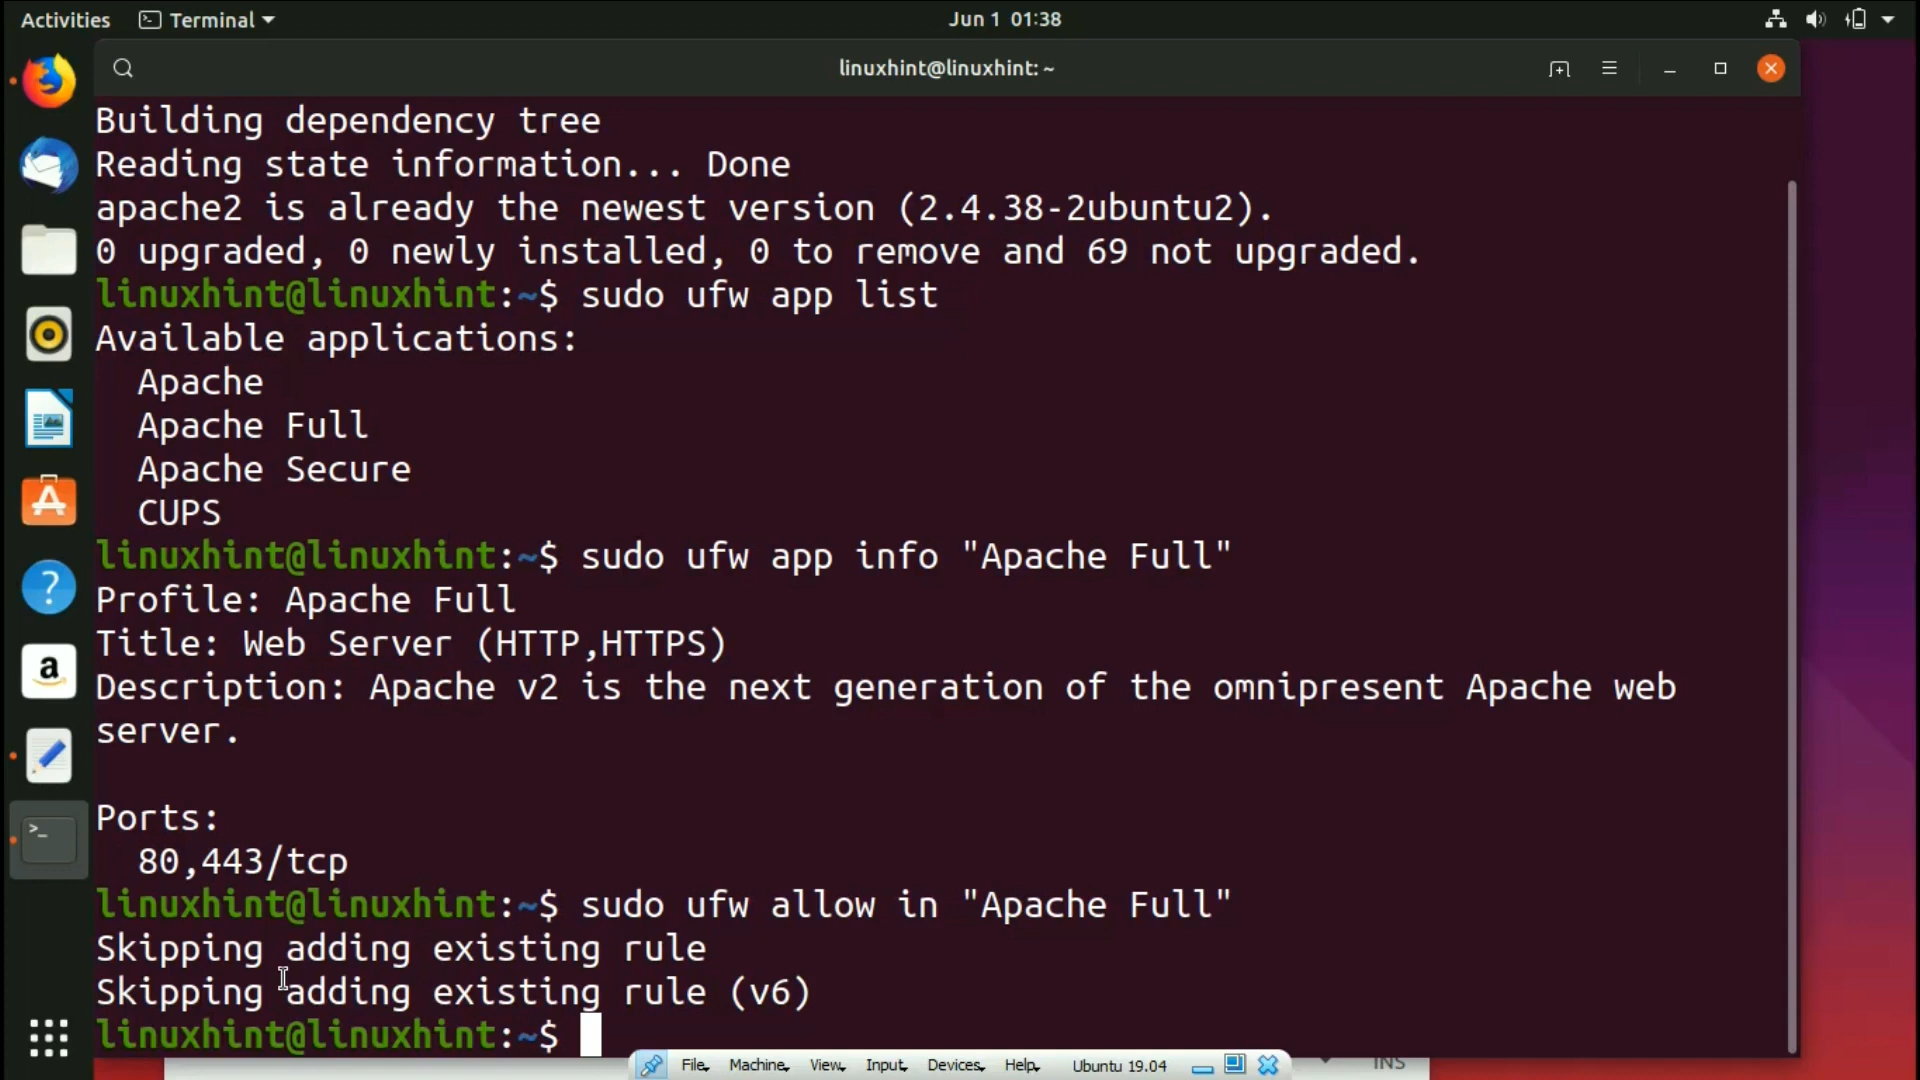 Activities Terminal Jun 1 01:38
linuxhint@linuxhint: ~
Building dependency tree
Reading state information... Done
apache2 is already the newest version (2.4.38-2ubuntu2).
0 upgraded, 0 newly installed, 0 to remove and 69 not upgraded.
linuxhint@linuxhint:~$ sudo ufw app list
Available applications:
  Apache
  Apache Full
  Apache Secure
  CUPS
linuxhint@linuxhint:~$ sudo ufw app info "Apache Full"
Profile: Apache Full
Title: Web Server (HTTP,HTTPS)
Description: Apache v2 is the next generation of the omnipresent Apache web
server.

Ports:
  80,443/tcp
linuxhint@linuxhint:~$ sudo ufw allow in "Apache Full"
Skipping adding existing rule
Skipping adding existing rule (v6)
linuxhint@linuxhint:~$
File Machine View Input Devices Help Ubuntu 19.04 INS